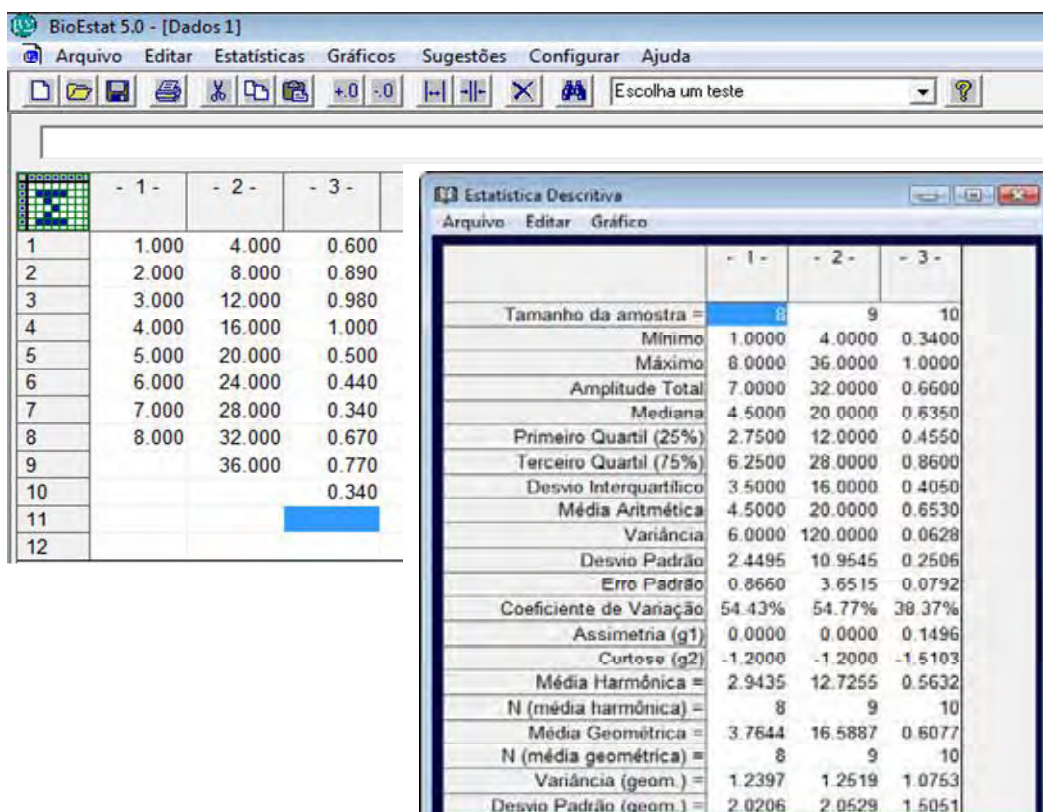 BioEstat 5.0 - [Dados 1]
Arquivo Editar Estatísticas Gráficos Sugestões Configurar Ajuda
+.0 -.0 Escolha um teste
- 1 - - 2 - - 3 -
1 1.000 4.000 0.600
2 2.000 8.000 0.890
3 3.000 12.000 0.980
4 4.000 16.000 1.000
5 5.000 20.000 0.500
6 6.000 24.000 0.440
7 7.000 28.000 0.340
8 8.000 32.000 0.670
9 36.000 0.770
10 0.340
11
12
Estatística Descritiva
Arquivo Editar Gráfico
- 1 - - 2 - - 3 -
Tamanho da amostra = 8 9 10
Mínimo 1.0000 4.0000 0.3400
Máximo 8.0000 36.0000 1.0000
Amplitude Total 7.0000 32.0000 0.6600
Mediana 4.5000 20.0000 0.6350
Primeiro Quartil (25%) 2.7500 12.0000 0.4550
Terceiro Quartil (75%) 6.2500 28.0000 0.8600
Desvio Interquartílico 3.5000 16.0000 0.4050
Média Aritmética 4.5000 20.0000 0.6530
Variância 6.0000 120.0000 0.0628
Desvio Padrão 2.4495 10.9545 0.2506
Erro Padrão 0.8660 3.6515 0.0792
Coeficiente de Variação 54.43% 54.77% 38.37%
Assimetria (g1) 0.0000 0.0000 0.1496
Curtose (g2) -1.2000 -1.2000 -1.5103
Média Harmônica = 2.9435 12.7255 0.5632
N (média harmônica) = 8 9 10
Média Geométrica = 3.7644 16.5887 0.6077
N (média geométrica) = 8 9 10
Variância (geom.) = 1.2397 1.2519 1.0753
Desvio Padrão (geom.) = 2.0206 2.0529 1.5051